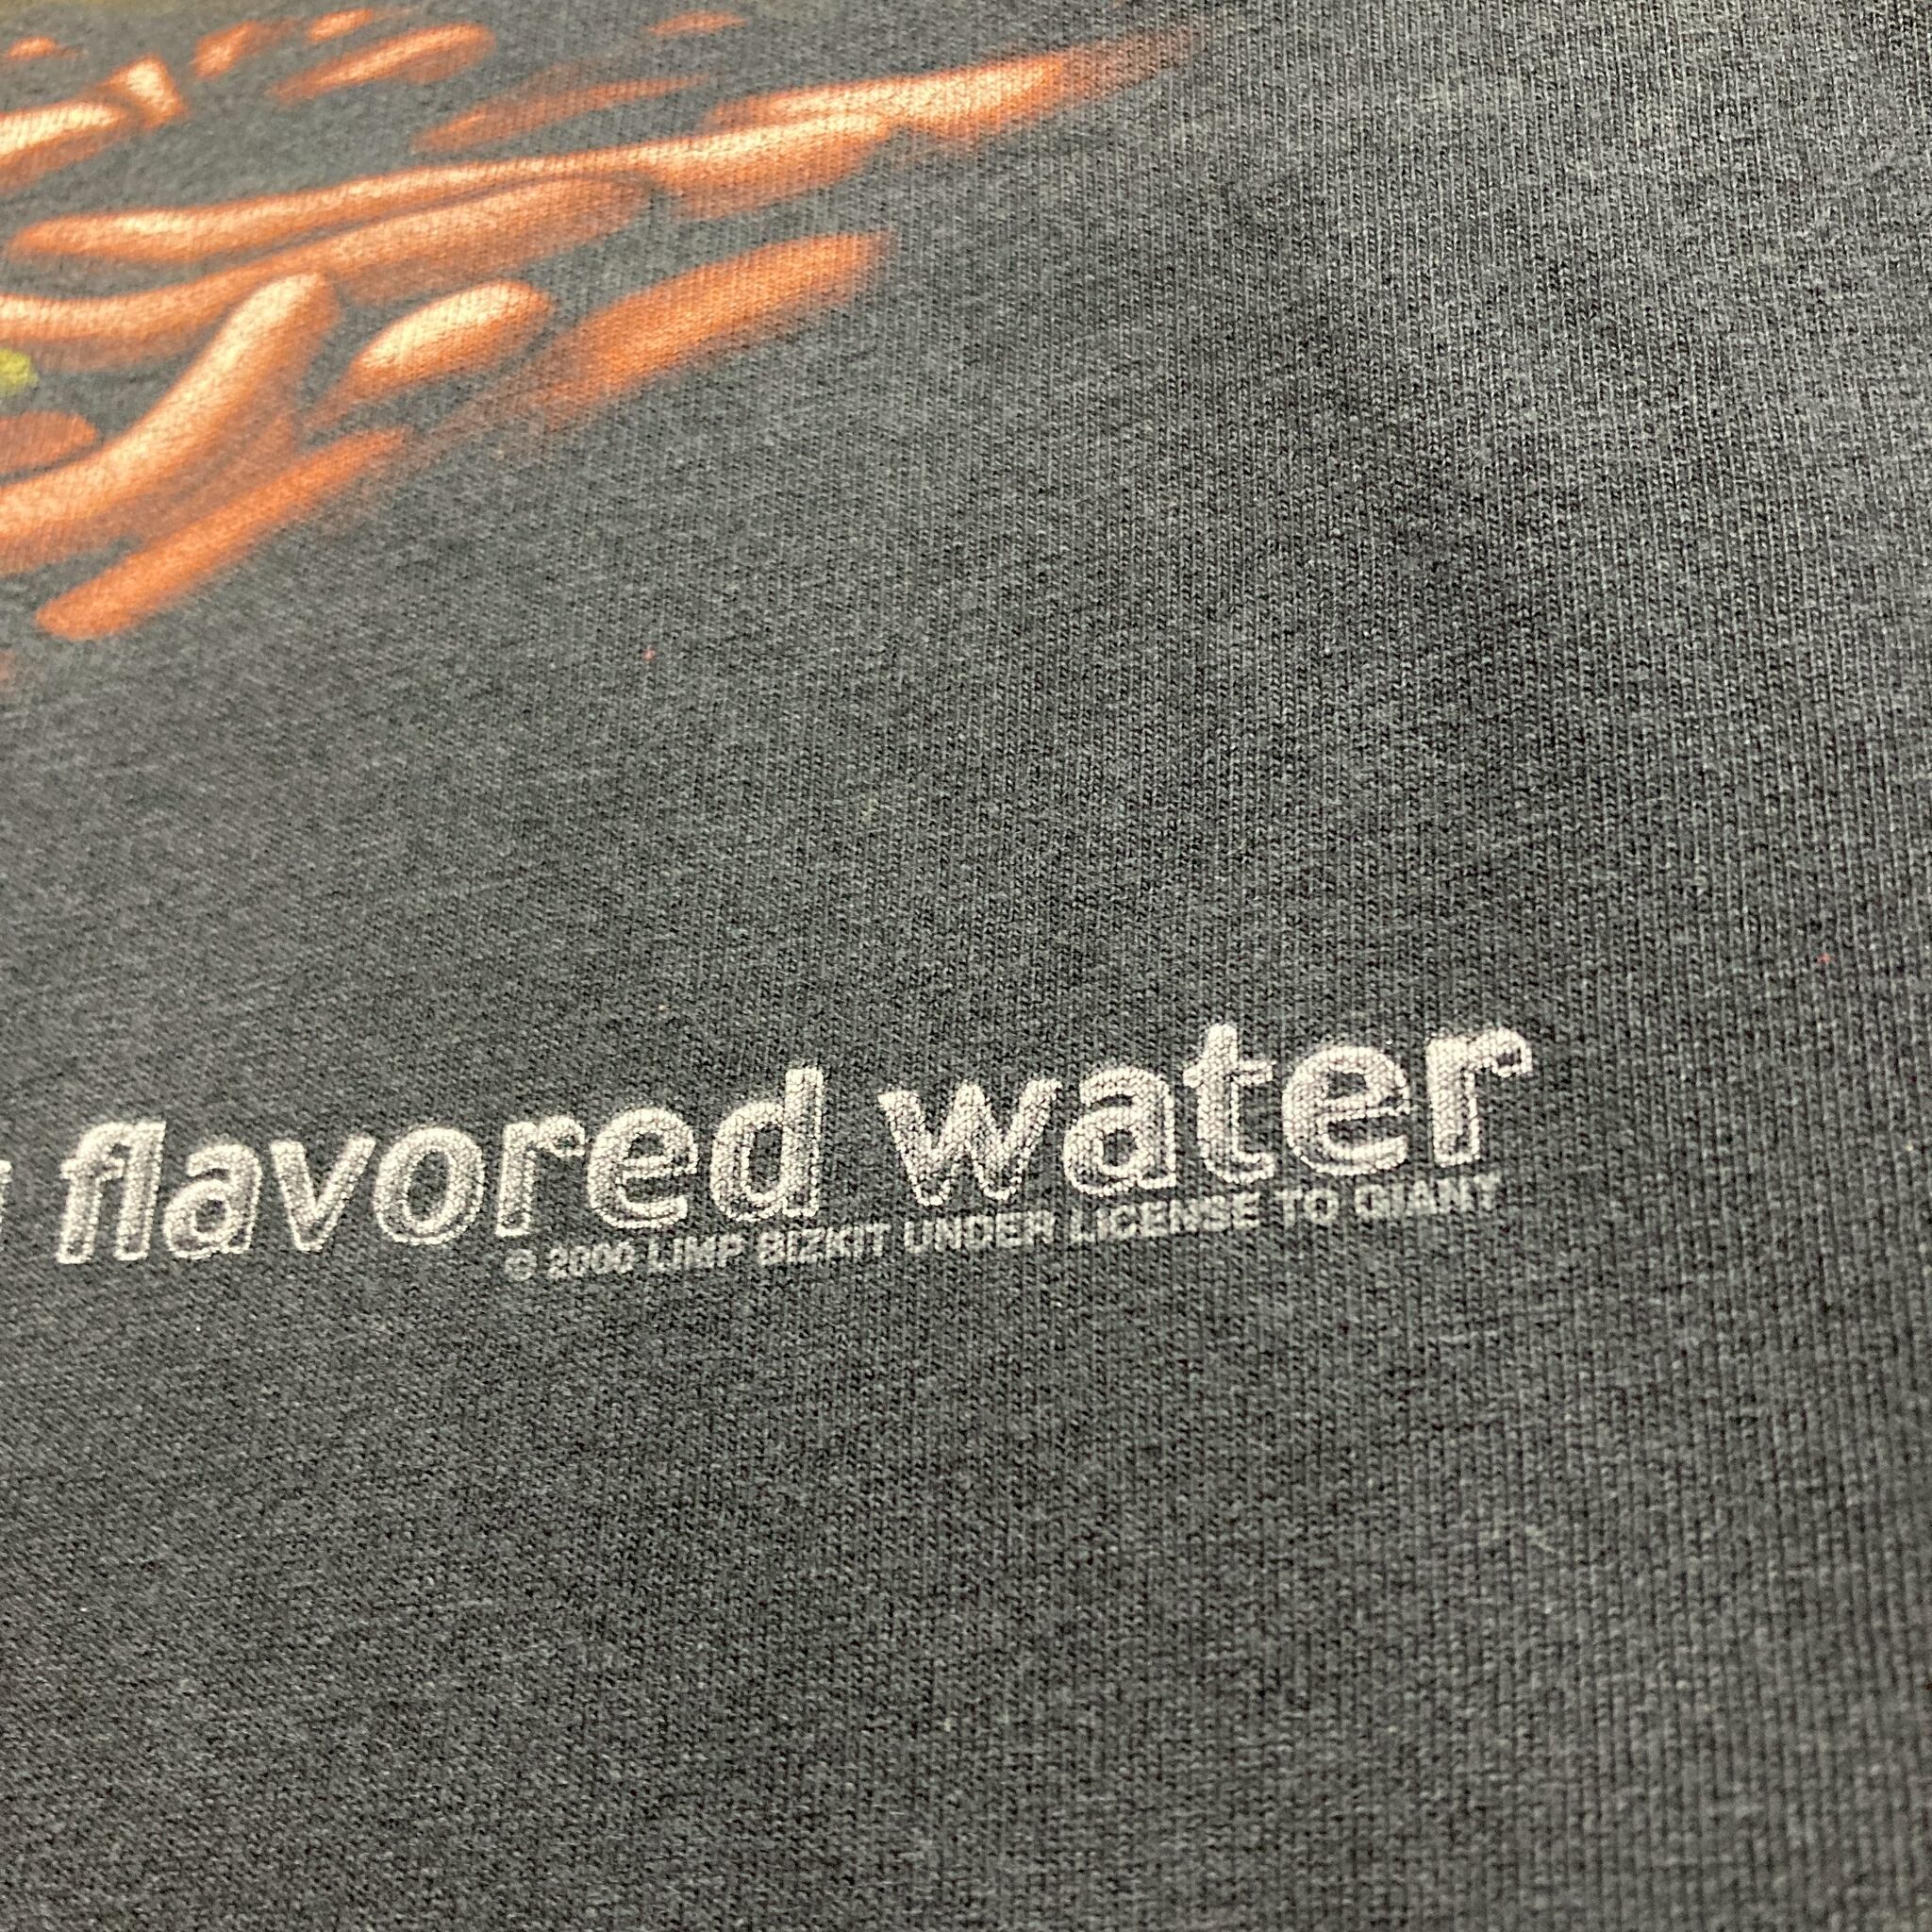 flavored water
© 2000 LIMP BIZKIT UNDER LICENSE TO GIANT